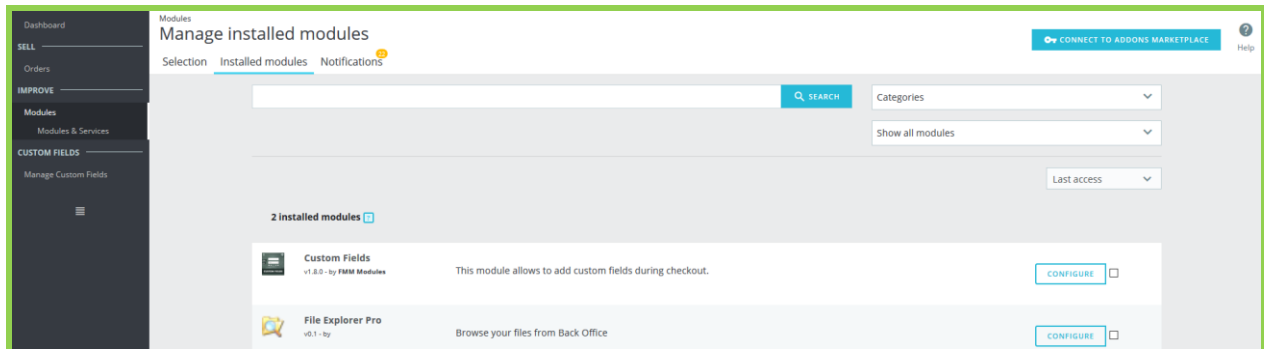 Dashboard
SELL
Orders
IMPROVE
Modules
Modules & Services
CUSTOM FIELDS
Manage Custom Fields
Modules
Manage installed modules
CONNECT TO ADDONS MARKETPLACE
Help
Selection Installed modules Notifications
SEARCH
Categories
Show all modules
Last access
2 installed modules
Custom Fields
v1.8.0 - by FMM Modules
This module allows to add custom fields during checkout.
CONFIGURE
File Explorer Pro
v0.1 - by
Browse your files from Back Office
CONFIGURE